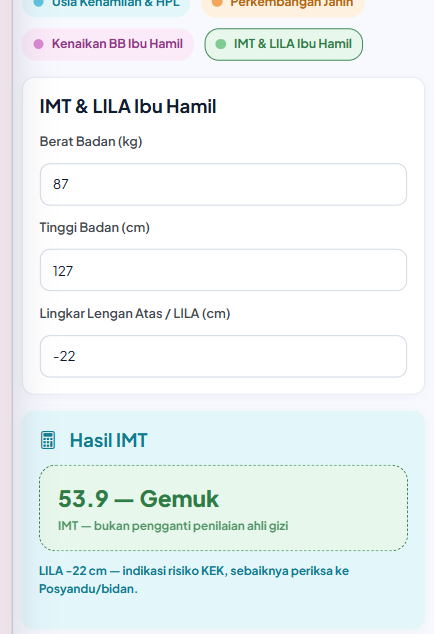 Usia Kehamilan & HPL
Perkembangan Janin
Kenaikan BB Ibu Hamil
IMT & LILA Ibu Hamil
IMT & LILA Ibu Hamil
Berat Badan (kg)
87
Tinggi Badan (cm)
127
Lingkar Lengan Atas / LILA (cm)
-22
Hasil IMT
53.9 — Gemuk
IMT — bukan pengganti penilaian ahli gizi
LILA -22 cm — indikasi risiko KEK, sebaiknya periksa ke
Posyandu/bidan.